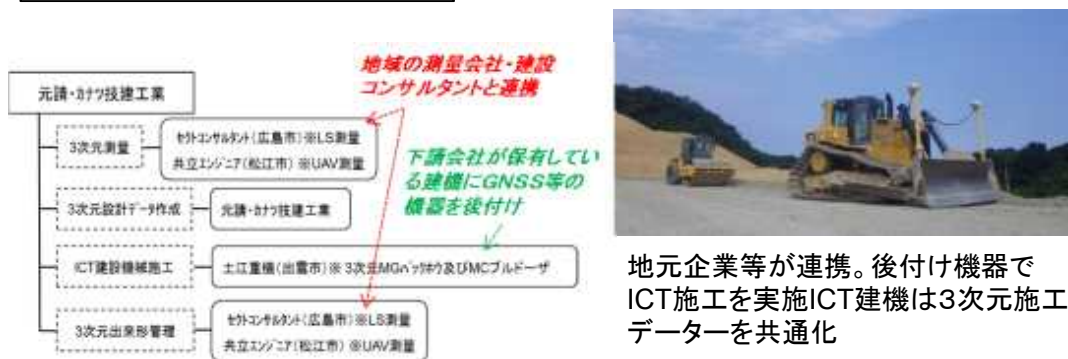 地域の測量会社・建設
コンサルタントと連携
元請・カナツ技建工業
3次元測量
セクトコンサルタント(広島市)※LS測量
共立エンジニア(松江市)※UAV測量
下請会社が保有してい
る建機にGNSS等の
機器を後付け
3次元設計データ作成
元請・カナツ技建工業
ICT建設機械施工
土江重機(出雲市)※3次元MGバックホウ及びMCブルドーザ
3次元出来形管理
セクトコンサルタント(広島市)※LS測量
共立エンジニア(松江市)※UAV測量
地元企業等が連携。後付け機器で
ICT施工を実施ICT建機は3次元施工
データーを共通化